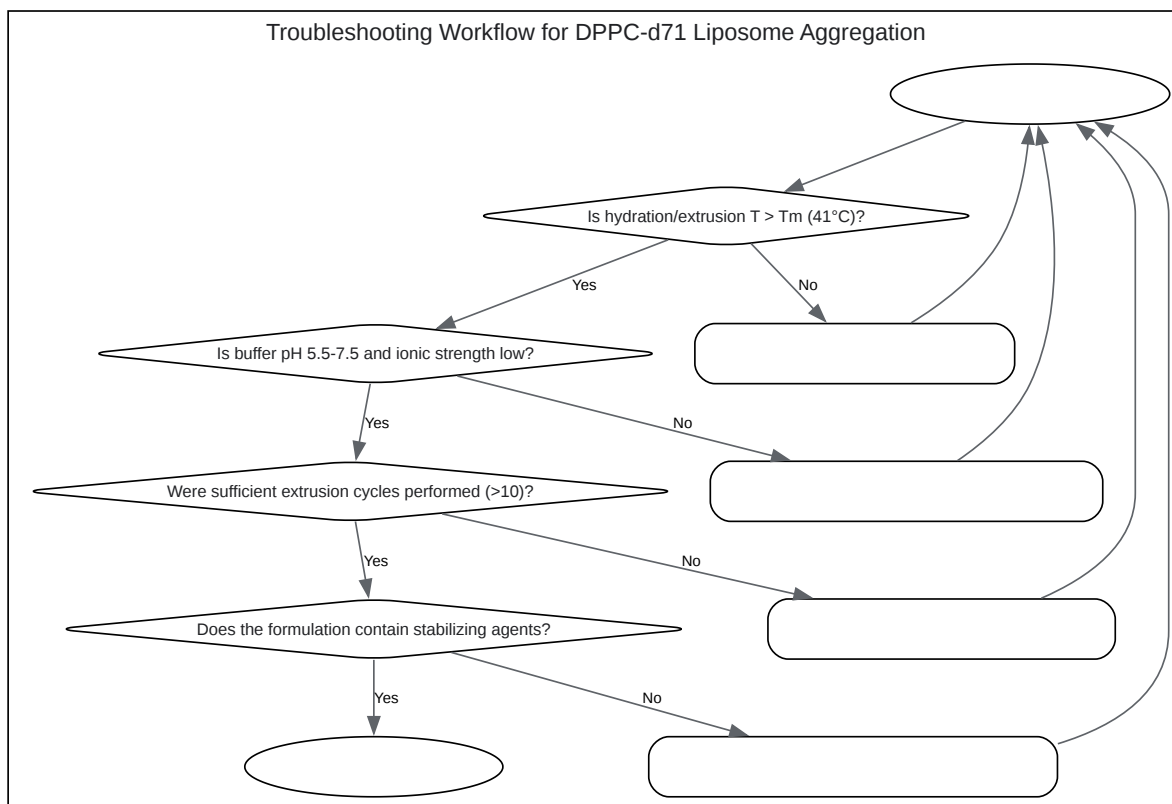 Troubleshooting Workflow for DPPC-d71 Liposome Aggregation
Is hydration/extrusion T > Tm (41°C)?
Yes
No
Is buffer pH 5.5-7.5 and ionic strength low?
Yes
No
Were sufficient extrusion cycles performed (>10)?
Yes
No
Does the formulation contain stabilizing agents?
Yes
No